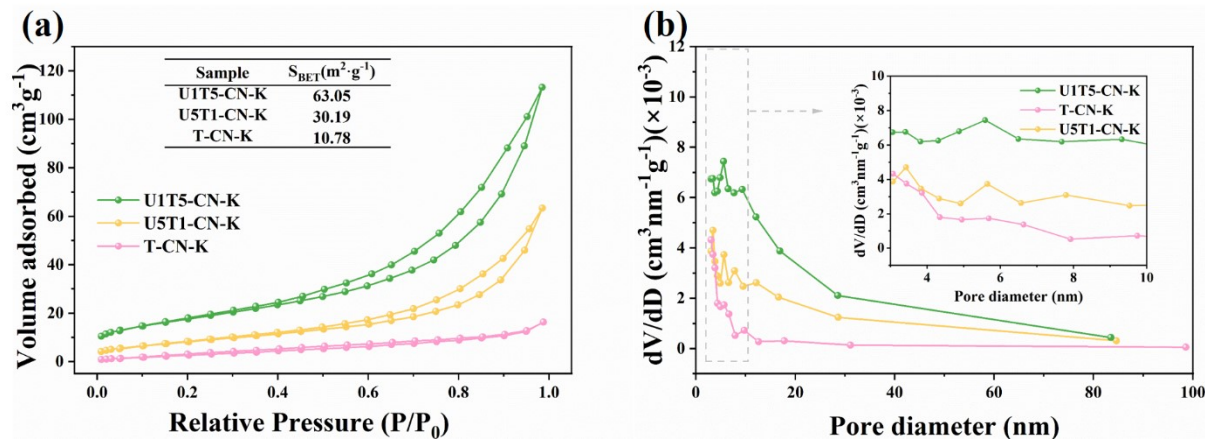 (a)
Volume adsorbed (cm³g⁻¹)
120
100
80
60
40
20
0
Sample S_BET(m²·g⁻¹)
U1T5-CN-K 63.05
U5T1-CN-K 30.19
T-CN-K 10.78
U1T5-CN-K
U5T1-CN-K
T-CN-K
0.0 0.2 0.4 0.6 0.8 1.0
Relative Pressure (P/P₀)
(b)
dV/dD (cm³nm⁻¹g⁻¹)(×10⁻³)
12
10
8
6
4
2
0
dV/dD (cm³nm⁻¹g⁻¹)(×10⁻³)
10
8
6
4
2
0
U1T5-CN-K
T-CN-K
U5T1-CN-K
4 6 8 10
Pore diameter (nm)
0 20 40 60 80 100
Pore diameter (nm)